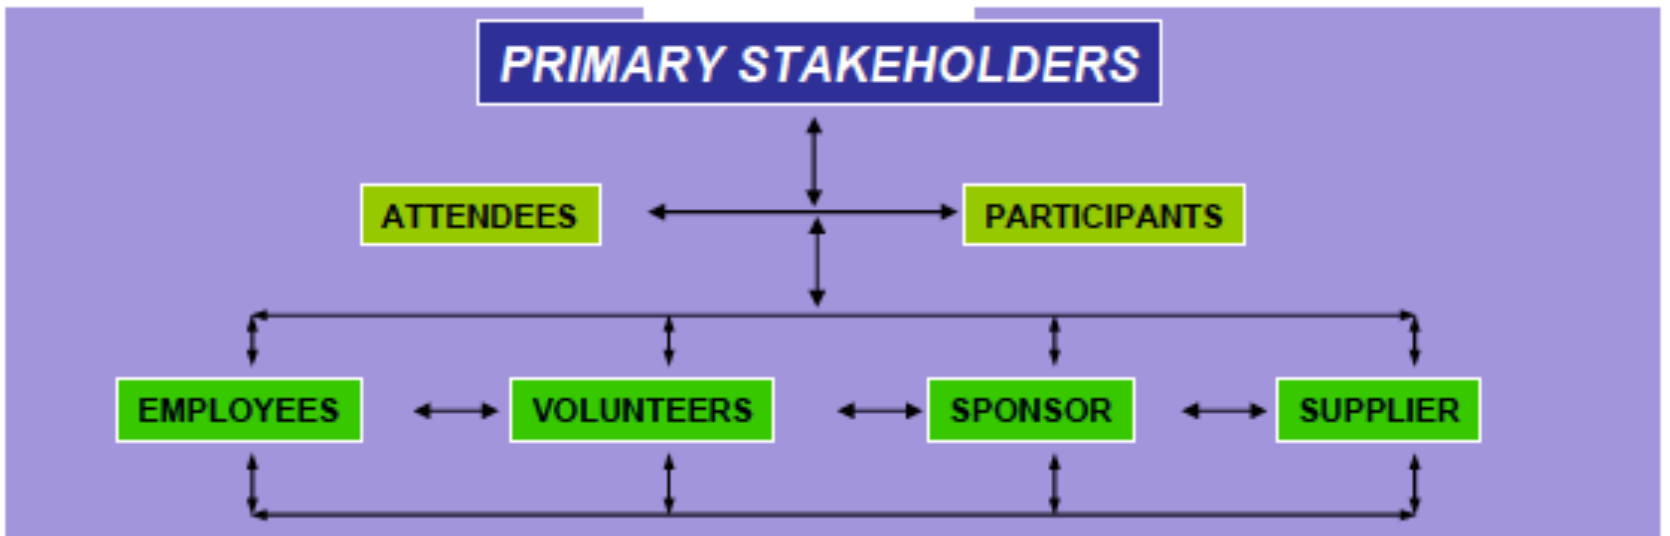 PRIMARY STAKEHOLDERS
ATTENDEES
PARTICIPANTS
EMPLOYEES
VOLUNTEERS
SPONSOR
SUPPLIER